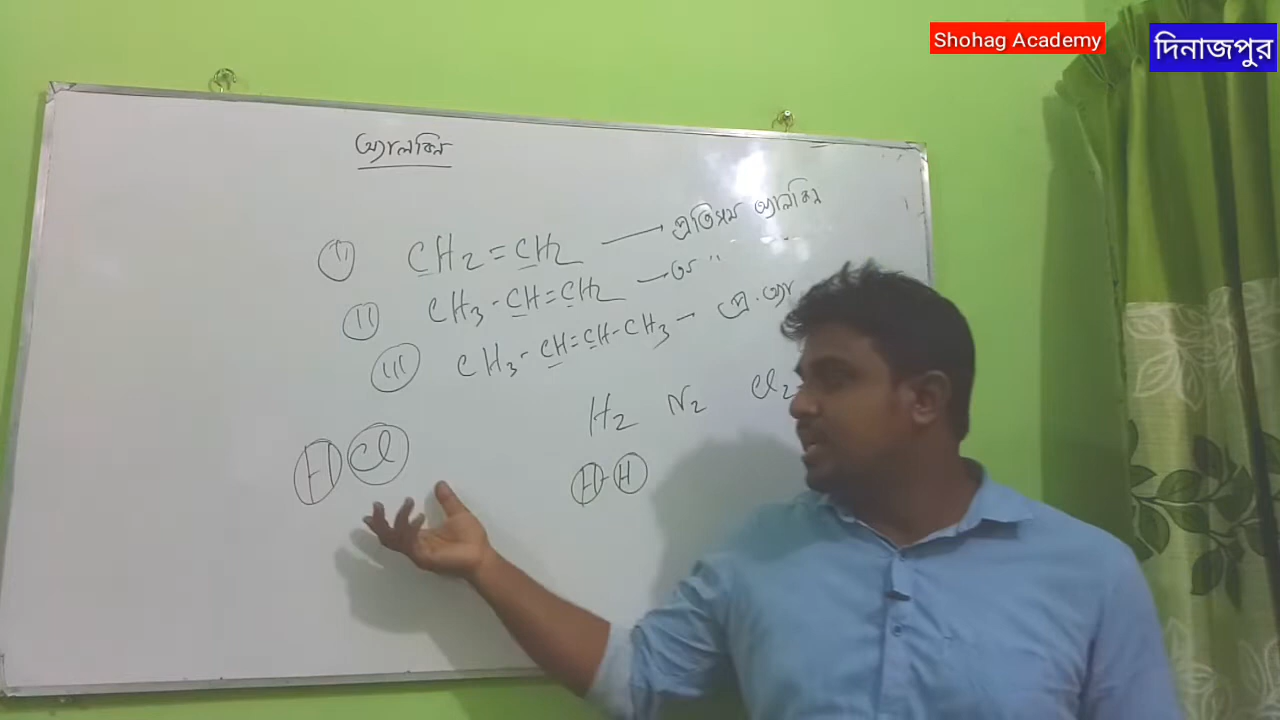 Shohag Academy
দিনাজপুর
অ্যালকিন
(i) CH2 = CH2 → প্রতিসম অ্যালকিন
(ii) CH3 - CH = CH2 → অ "
(iii) CH3 - CH = CH - CH3 → প্র. অ্যা
H2 N2 Cl2
H Cl
H - H